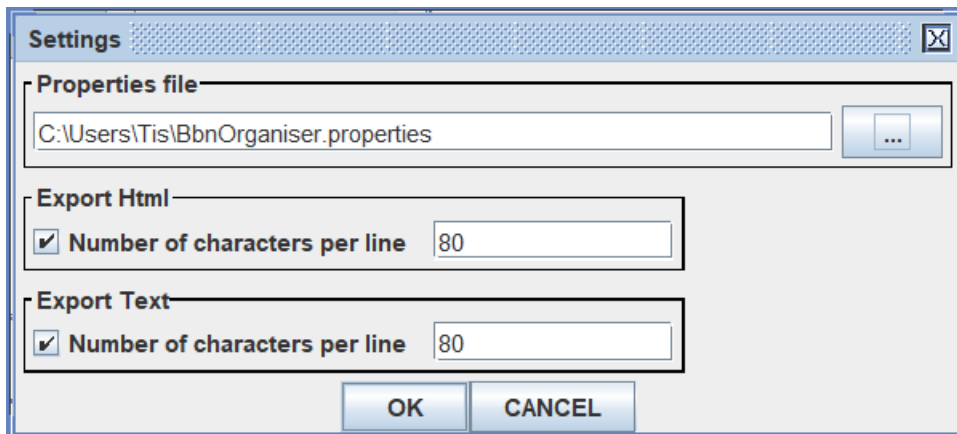 Settings
Properties file
C:\Users\Tis\BbnOrganiser.properties ...
Export Html
Number of characters per line 80
Export Text
Number of characters per line 80
OK CANCEL